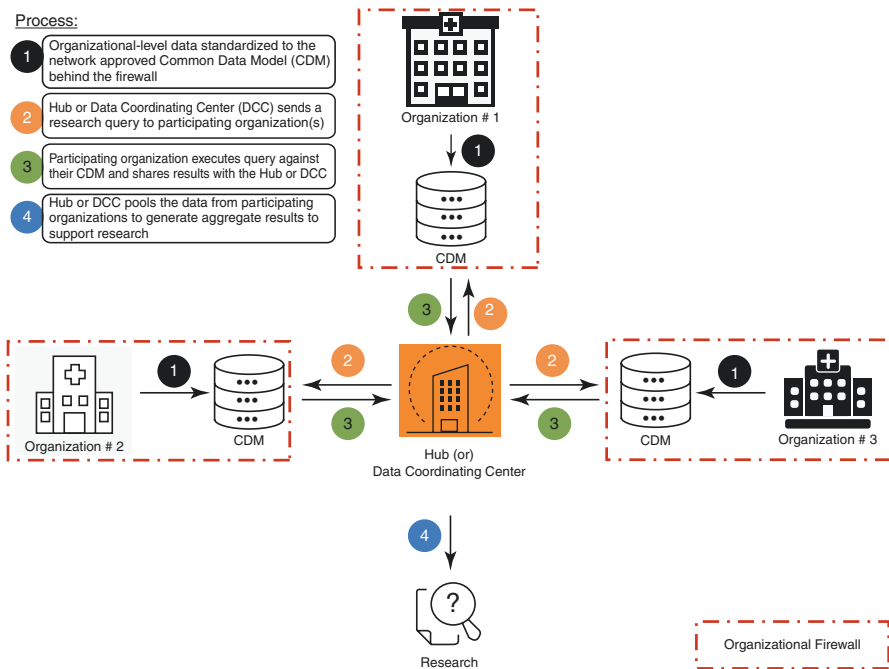 Process:
1
Organizational-level data standardized to the
network approved Common Data Model (CDM)
behind the firewall
2
Hub or Data Coordinating Center (DCC) sends a
research query to participating organization(s)
3
Participating organization executes query against
their CDM and shares results with the Hub or DCC
4
Hub or DCC pools the data from participating
organizations to generate aggregate results to
support research
Organization # 1
1
CDM
3
2
Organization # 2
1
CDM
2
3
Hub (or)
Data Coordinating Center
2
3
CDM
1
Organization # 3
4
?
Research
Organizational Firewall